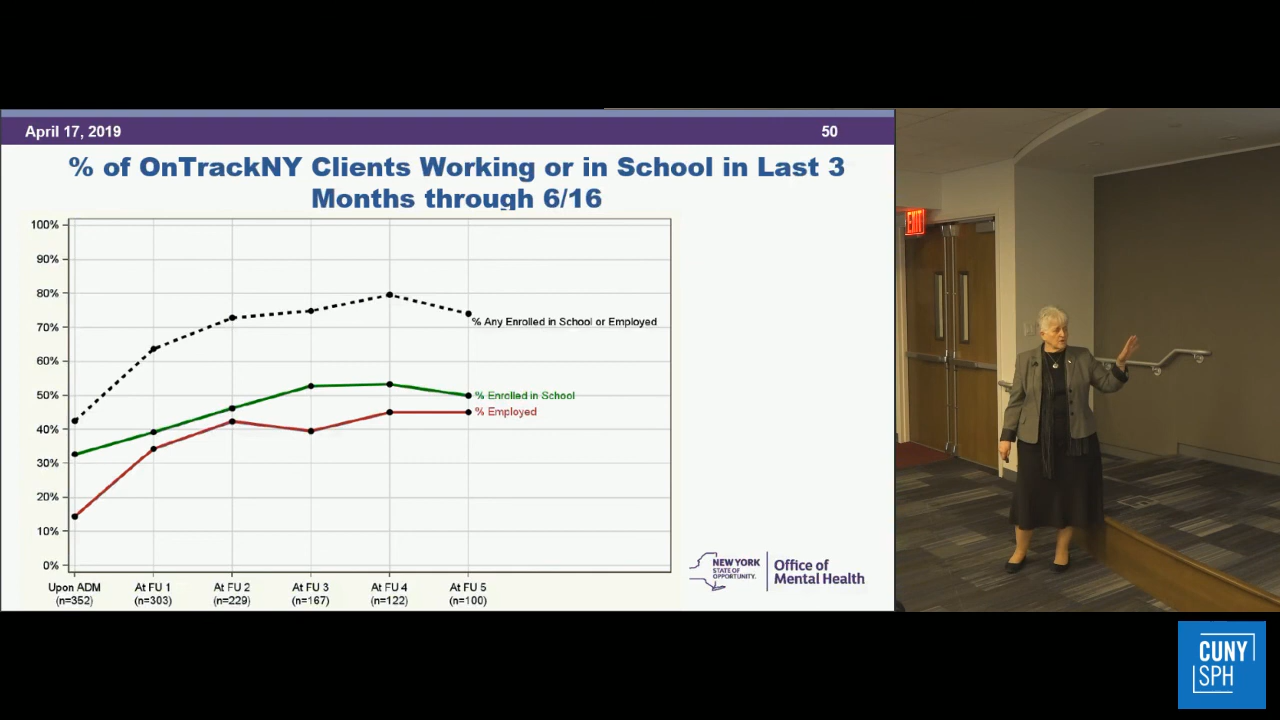 April 17, 2019
50
% of OnTrackNY Clients Working or in School in Last 3
Months through 6/16
100%
90%
80%
70%
60%
50%
40%
30%
20%
10%
0%
% Any Enrolled in School or Employed
% Enrolled in School
% Employed
Upon ADM
(n=352)
At FU 1
(n=303)
At FU 2
(n=229)
At FU 3
(n=167)
At FU 4
(n=122)
At FU 5
(n=100)
NEW YORK
STATE OF
OPPORTUNITY.
Office of
Mental Health
EXIT
CUNY
SPH